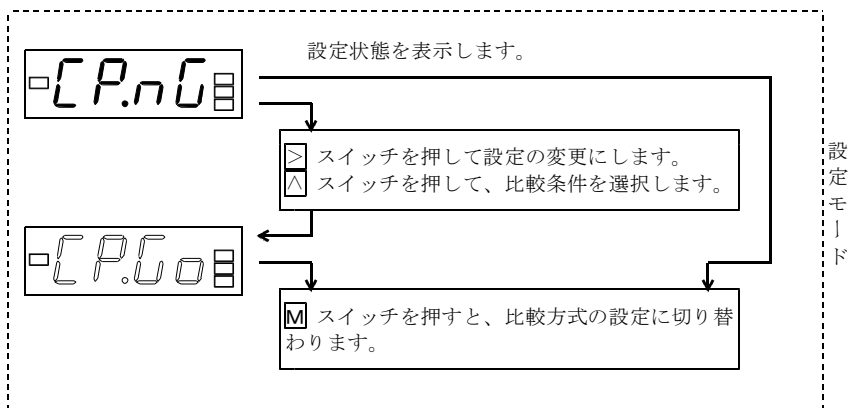 設定状態を表示します。
CP.nG
> スイッチを押して設定の変更にします。
∧ スイッチを押して、比較条件を選択します。
設定モード
CP.Go
M スイッチを押すと、比較方式の設定に切り替
わります。